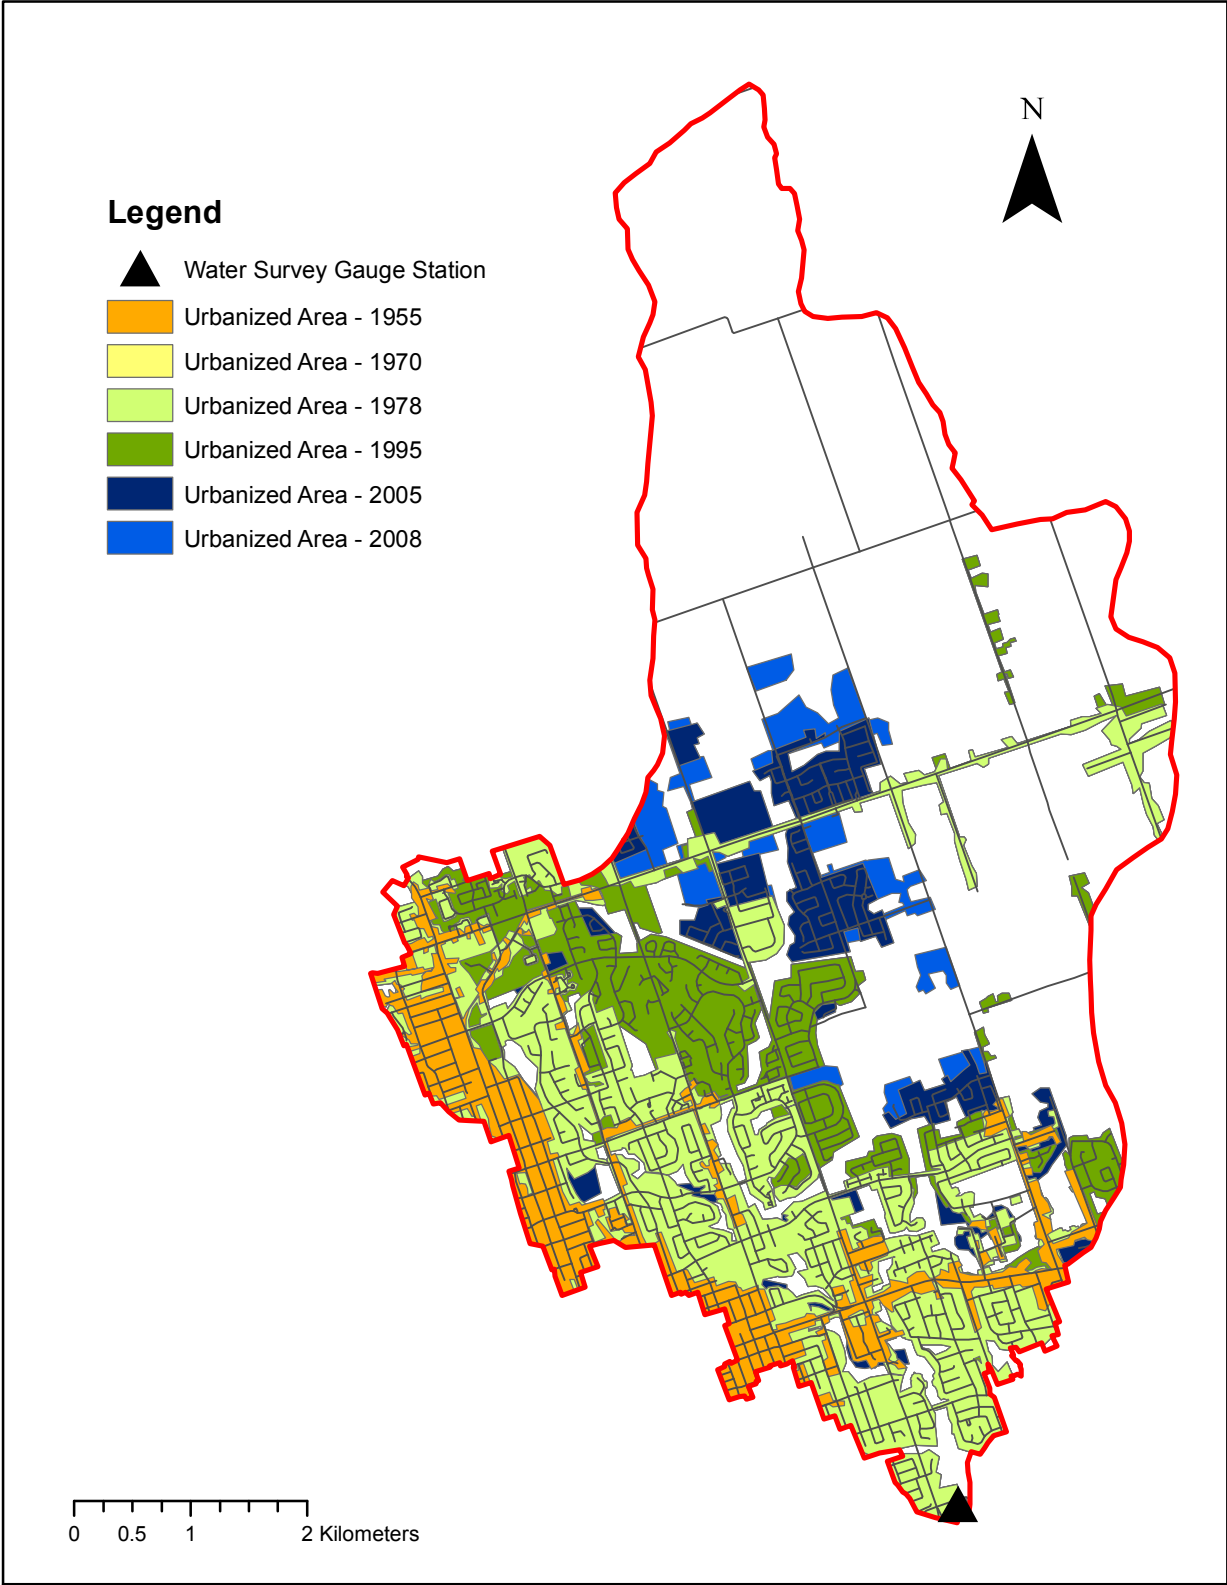 N
Legend
Water Survey Gauge Station
Urbanized Area - 1955
Urbanized Area - 1970
Urbanized Area - 1978
Urbanized Area - 1995
Urbanized Area - 2005
Urbanized Area - 2008
0 0.5 1 2 Kilometers